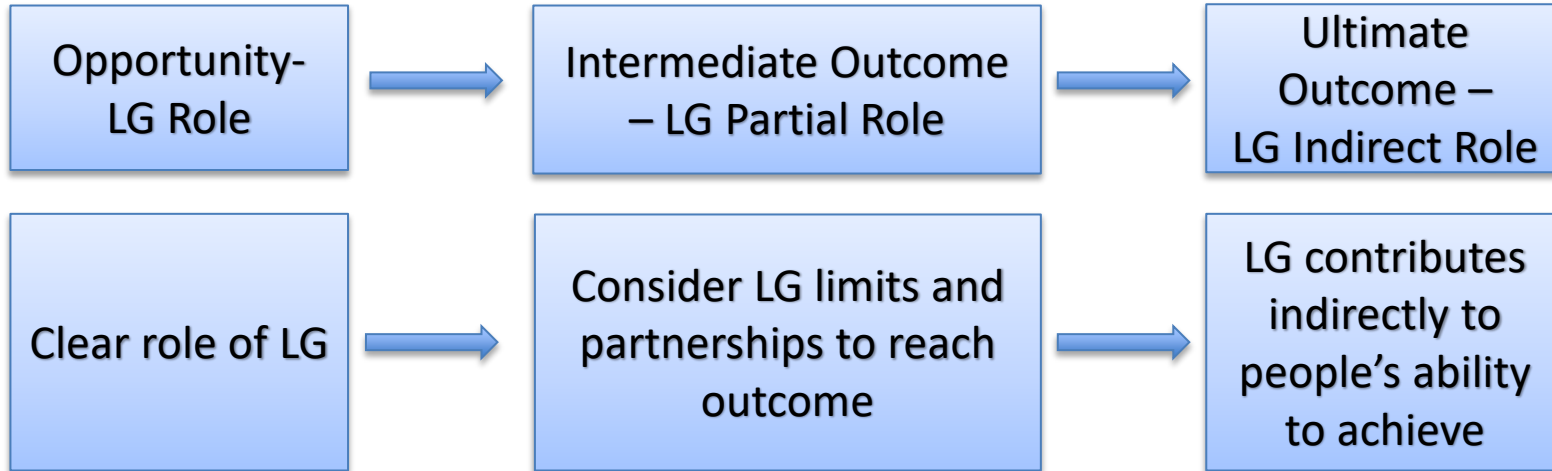 Opportunity-
LG Role
Intermediate Outcome
– LG Partial Role
Ultimate
Outcome –
LG Indirect Role
Clear role of LG
Consider LG limits and
partnerships to reach
outcome
LG contributes
indirectly to
people’s ability
to achieve